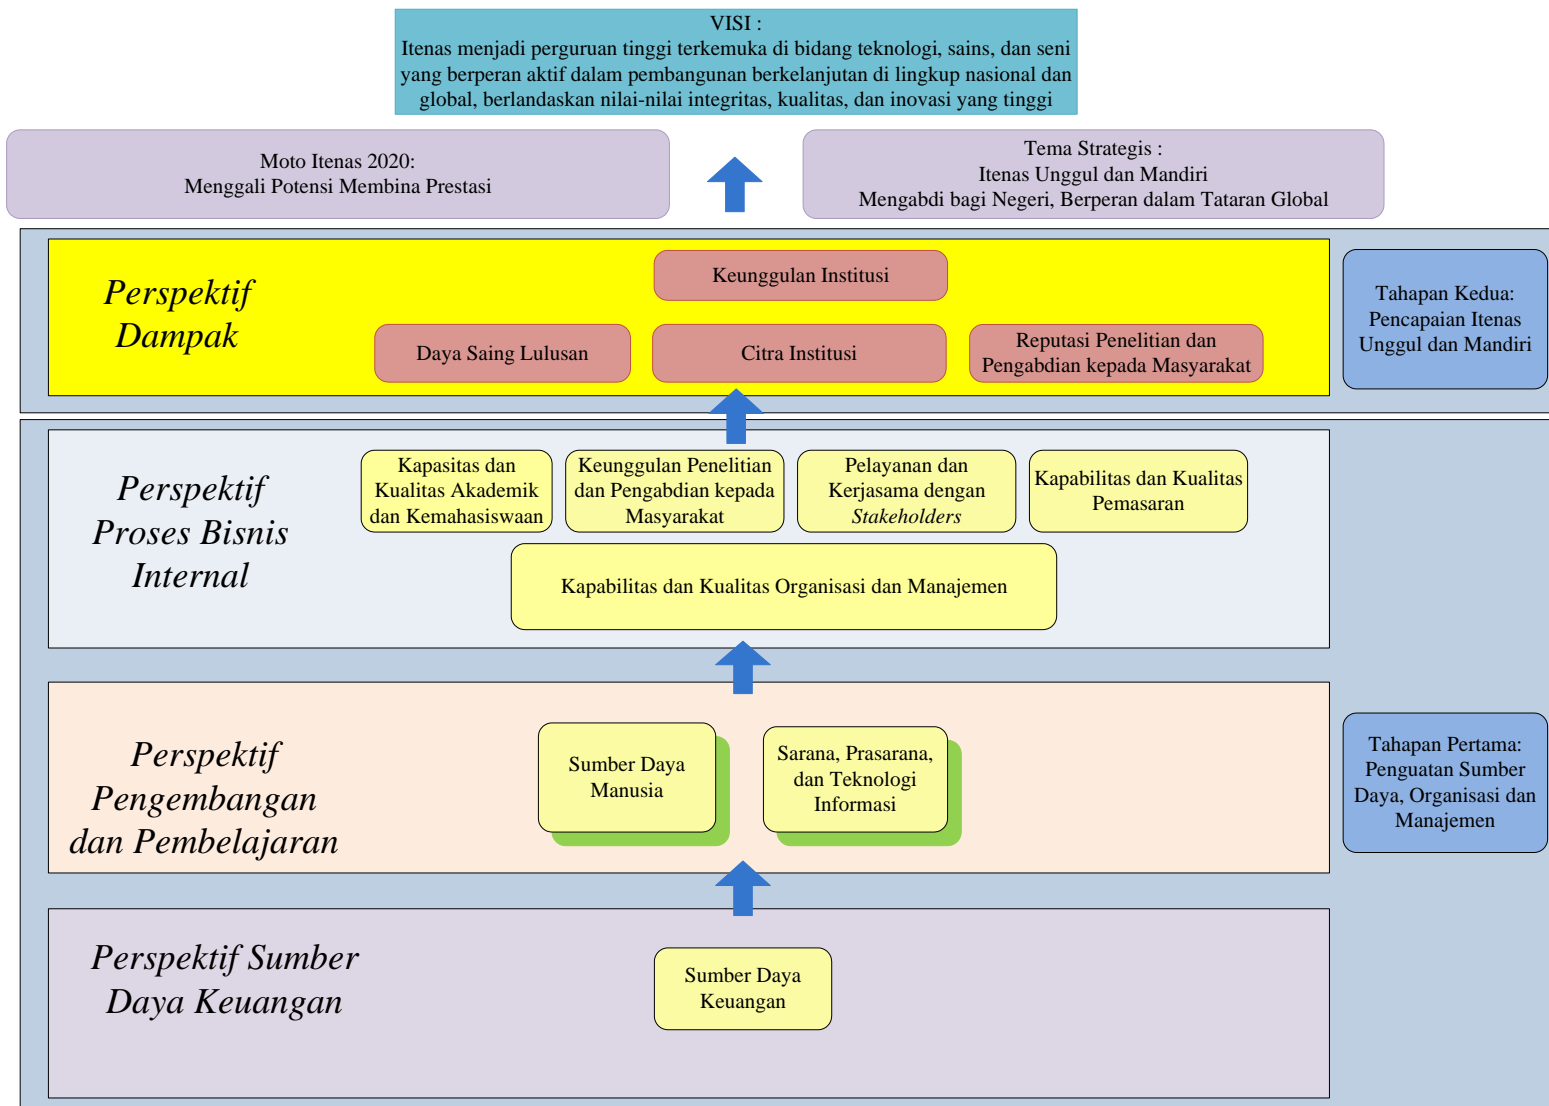 VISI :
Itenas menjadi perguruan tinggi terkemuka di bidang teknologi, sains, dan seni
yang berperan aktif dalam pembangunan berkelanjutan di lingkup nasional dan
global, berlandaskan nilai-nilai integritas, kualitas, dan inovasi yang tinggi
Moto Itenas 2020:
Menggali Potensi Membina Prestasi
Tema Strategis :
Itenas Unggul dan Mandiri
Mengabdi bagi Negeri, Berperan dalam Tataran Global
Perspektif
Dampak
Keunggulan Institusi
Daya Saing Lulusan
Citra Institusi
Reputasi Penelitian dan
Pengabdian kepada Masyarakat
Tahapan Kedua:
Pencapaian Itenas
Unggul dan Mandiri
Perspektif
Proses Bisnis
Internal
Kapasitas dan
Kualitas Akademik
dan Kemahasiswaan
Keunggulan Penelitian
dan Pengabdian kepada
Masyarakat
Pelayanan dan
Kerjasama dengan
Stakeholders
Kapabilitas dan Kualitas
Pemasaran
Kapabilitas dan Kualitas Organisasi dan Manajemen
Perspektif
Pengembangan
dan Pembelajaran
Sumber Daya
Manusia
Sarana, Prasarana,
dan Teknologi
Informasi
Tahapan Pertama:
Penguatan Sumber
Daya, Organisasi dan
Manajemen
Perspektif Sumber
Daya Keuangan
Sumber Daya
Keuangan